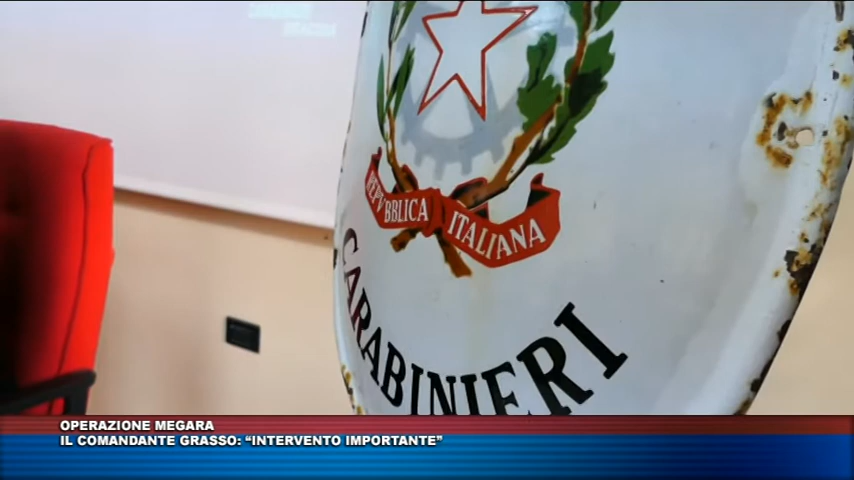 REPVBBLICA ITALIANA
CARABINIERI
OPERAZIONE MEGARA
IL COMANDANTE GRASSO: “INTERVENTO IMPORTANTE”